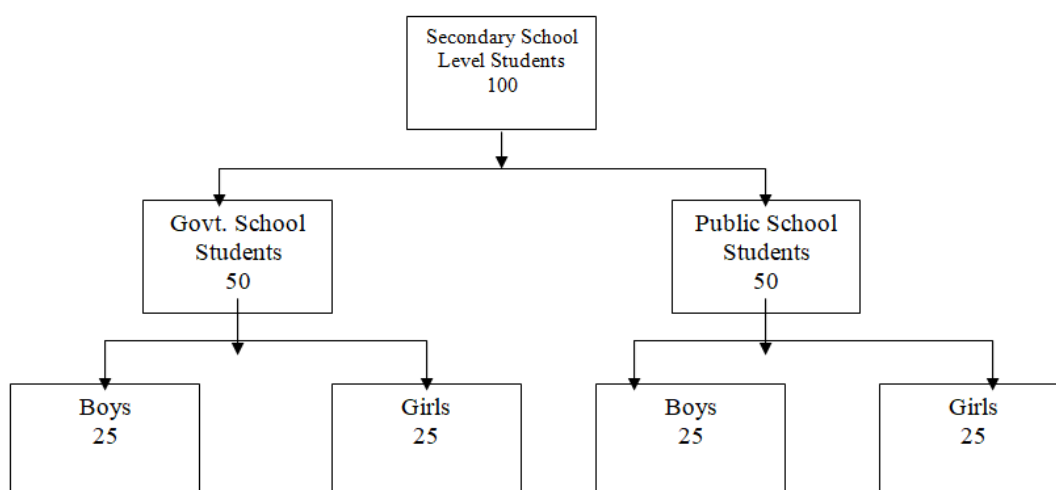 Secondary School
Level Students
100
Govt. School
Students
50
Public School
Students
50
Boys
25
Girls
25
Boys
25
Girls
25